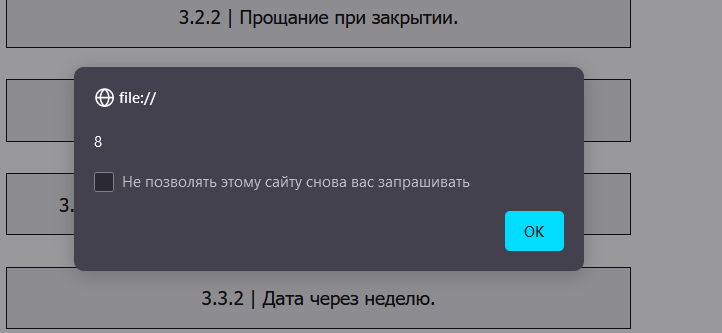 3.2.2 | Прощание при закрытии.
file://
8
Не позволять этому сайту снова вас запрашивать
3.
OK
3.3.2 | Дата через неделю.